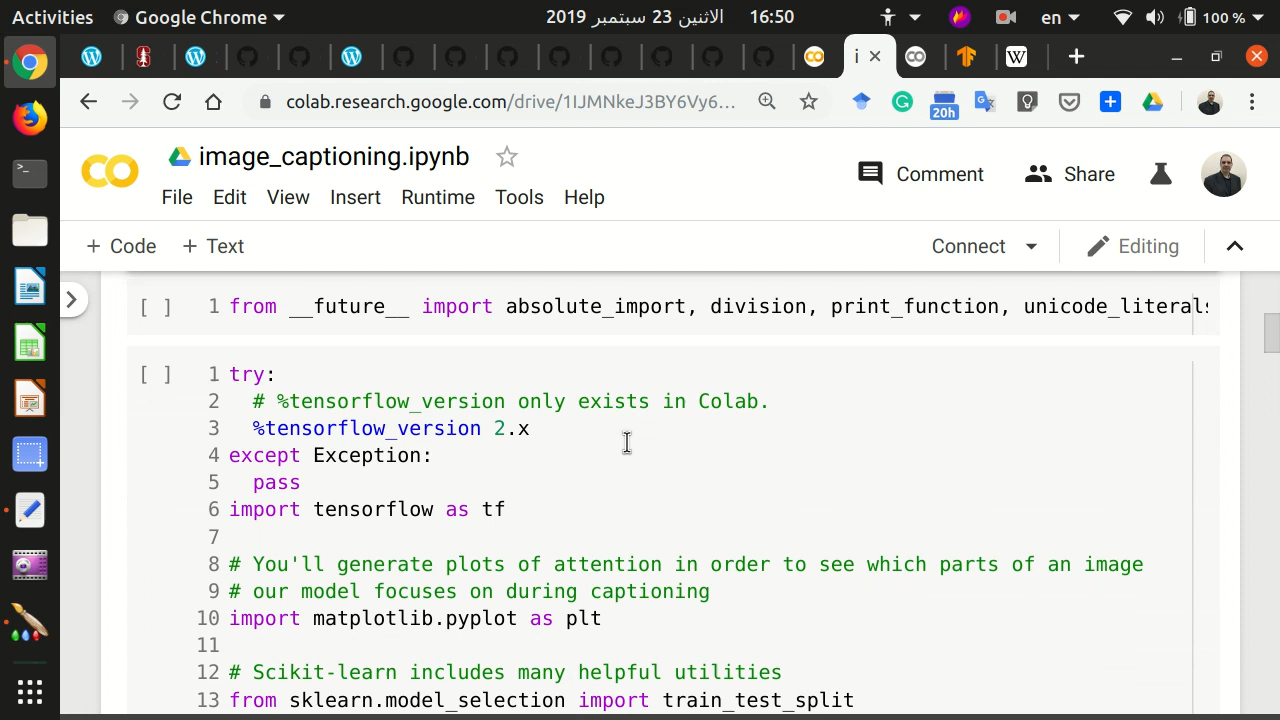 Activities Google Chrome 2019 الاثنين 23 سبتمبر 16:50 en 100 %
i
colab.research.google.com/drive/1IJMNkeJ3BY6Vy6... 20h
image_captioning.ipynb
Comment Share
File Edit View Insert Runtime Tools Help
+ Code + Text Connect Editing
[ ] 1 from __future__ import absolute_import, division, print_function, unicode_literals
[ ] 1 try:
2 # %tensorflow_version only exists in Colab.
3 %tensorflow_version 2.x
4 except Exception:
5 pass
6 import tensorflow as tf
7
8 # You'll generate plots of attention in order to see which parts of an image
9 # our model focuses on during captioning
10 import matplotlib.pyplot as plt
11
12 # Scikit-learn includes many helpful utilities
13 from sklearn.model_selection import train_test_split